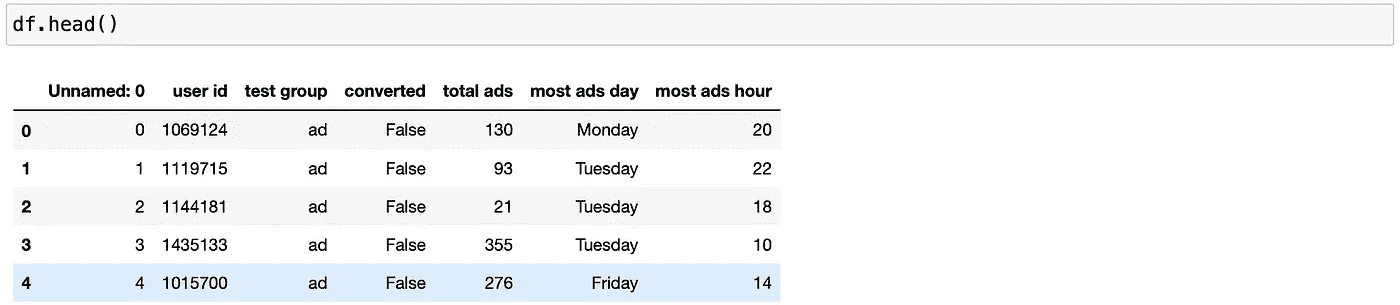 df.head()
Unnamed: 0 user id test group converted total ads most ads day most ads hour
0 0 1069124 ad False 130 Monday 20
1 1 1119715 ad False 93 Tuesday 22
2 2 1144181 ad False 21 Tuesday 18
3 3 1435133 ad False 355 Tuesday 10
4 4 1015700 ad False 276 Friday 14